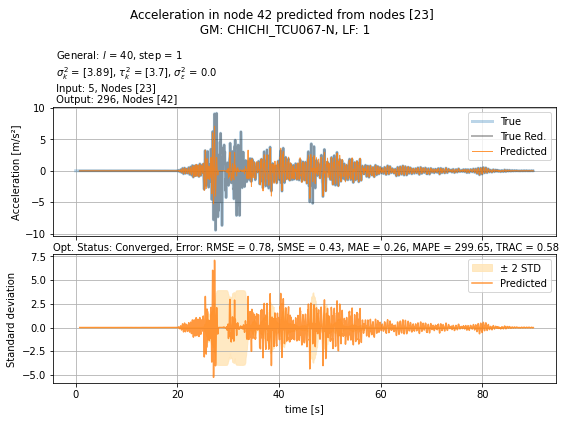 Acceleration in node 42 predicted from nodes [23]
GM: CHICHI_TCU067-N, LF: 1
General: l = 40, step = 1
σ²ₖ = [3.89], τ²ₖ = [3.7], σ²ₑ = 0.0
Input: 5, Nodes [23]
Output: 296, Nodes [42]
Acceleration [m/s²]
10
5
0
−5
−10
True
True Red.
Predicted
Opt. Status: Converged, Error: RMSE = 0.78, SMSE = 0.43, MAE = 0.26, MAPE = 299.65, TRAC = 0.58
Standard deviation
7.5
5.0
2.5
0.0
−2.5
−5.0
± 2 STD
Predicted
0 20 40 60 80
time [s]